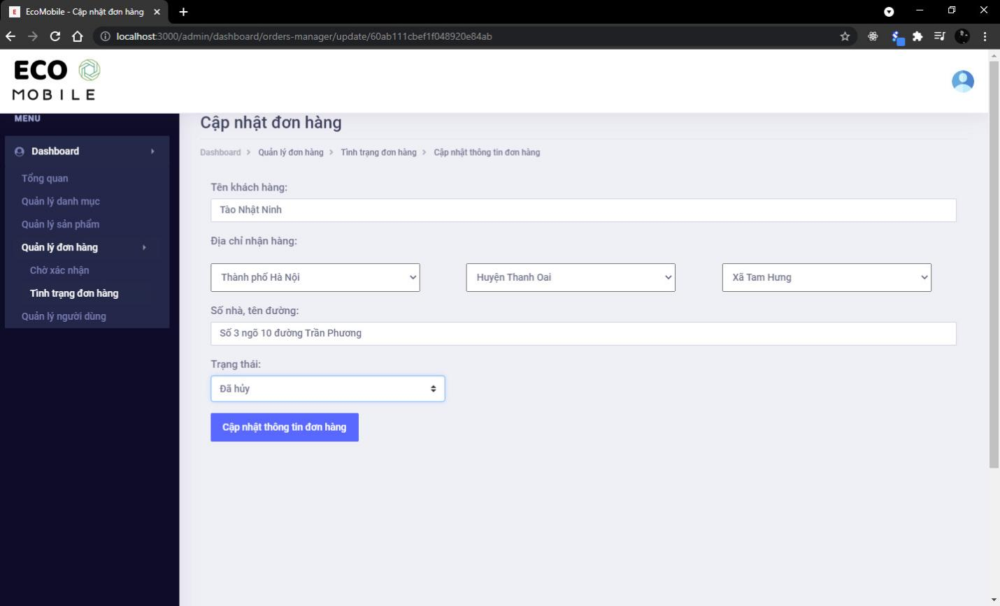 EcoMobile - Cập nhật đơn hàng
localhost:3000/admin/dashboard/orders-manager/update/60ab111cbef1f048920e84ab
ECO
MOBILE
MENU
Dashboard
Tổng quan
Quản lý danh mục
Quản lý sản phẩm
Quản lý đơn hàng
Chờ xác nhận
Tình trạng đơn hàng
Quản lý người dùng
Cập nhật đơn hàng
Dashboard > Quản lý đơn hàng > Tình trạng đơn hàng > Cập nhật thông tin đơn hàng
Tên khách hàng:
Tào Nhật Ninh
Địa chỉ nhận hàng:
Thành phố Hà Nội Huyện Thanh Oai Xã Tam Hưng
Số nhà, tên đường:
Số 3 ngõ 10 đường Trần Phương
Trạng thái:
Đã hủy
Cập nhật thông tin đơn hàng